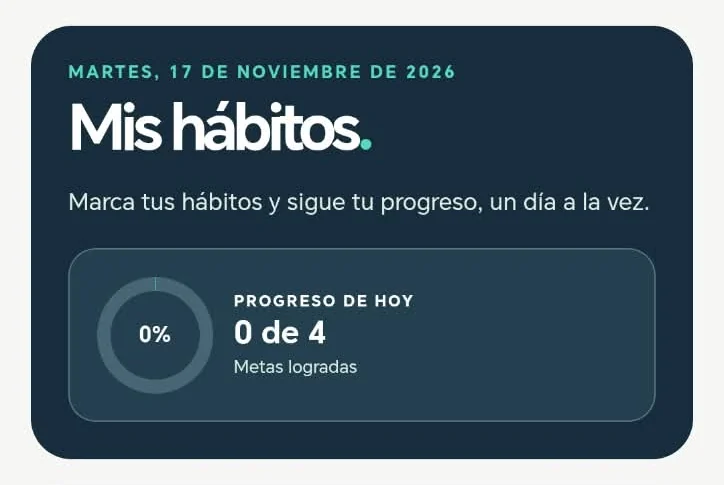 MARTES, 17 DE NOVIEMBRE DE 2026
Mis hábitos.
Marca tus hábitos y sigue tu progreso, un día a la vez.
0%
PROGRESO DE HOY
0 de 4
Metas logradas